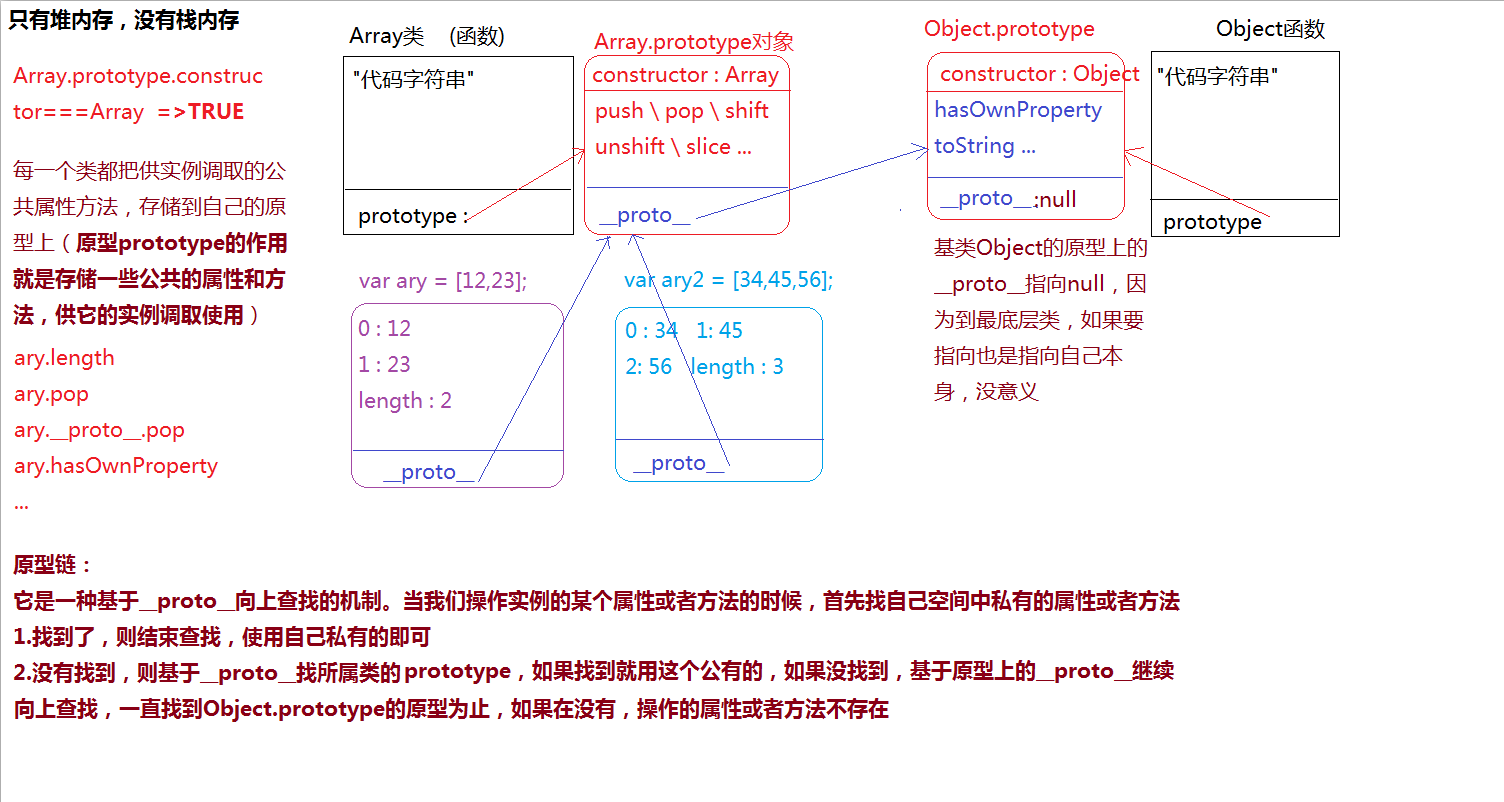 只有堆内存，没有栈内存
Array.prototype.construc
tor===Array =>TRUE
每一个类都把供实例调取的公
共属性方法，存储到自己的原
型上（原型prototype的作用
就是存储一些公共的属性和方
法，供它的实例调取使用）
ary.length
ary.pop
ary.__proto__.pop
ary.hasOwnProperty
...
Array类 (函数)
"代码字符串"
prototype :
Array.prototype对象
constructor : Array
push \ pop \ shift
unshift \ slice ...
__proto__
Object.prototype
constructor : Object
hasOwnProperty
toString ...
__proto__:null
Object函数
"代码字符串"
prototype
基类Object的原型上的
__proto__指向null，因
为到最底层类，如果要
指向也是指向自己本
身，没意义
var ary = [12,23];
0 : 12
1 : 23
length : 2
__proto__
var ary2 = [34,45,56];
0 : 34 1: 45
2: 56 length : 3
__proto__
原型链：
它是一种基于__proto__向上查找的机制。当我们操作实例的某个属性或者方法的时候，首先找自己空间中私有的属性或者方法
1.找到了，则结束查找，使用自己私有的即可
2.没有找到，则基于__proto__找所属类的prototype，如果找到就用这个公有的，如果没找到，基于原型上的__proto__继续
向上查找，一直找到Object.prototype的原型为止，如果在没有，操作的属性或者方法不存在